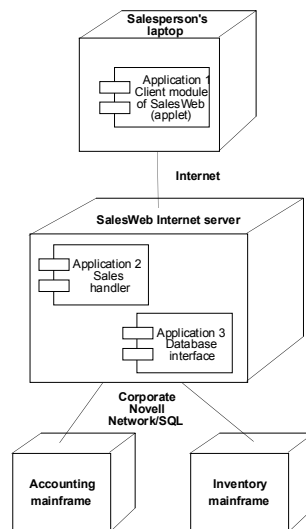 Salesperson's
laptop
Application 1
Client module
of SalesWeb
(applet)
Internet
SalesWeb Internet server
Application 2
Sales
handler
Application 3
Database
interface
Corporate
Novell
Network/SQL
Accounting
mainframe
Inventory
mainframe